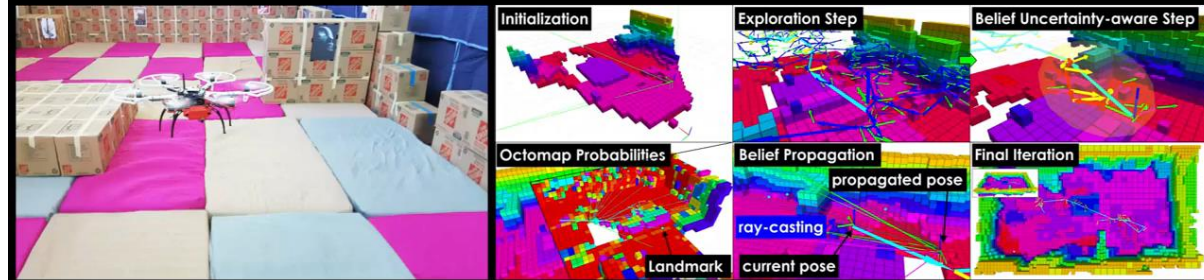 Initialization
Exploration Step
Belief Uncertainty-aware Step
Octomap Probabilities
Landmark
Belief Propagation
propagated pose
ray-casting
current pose
Final Iteration